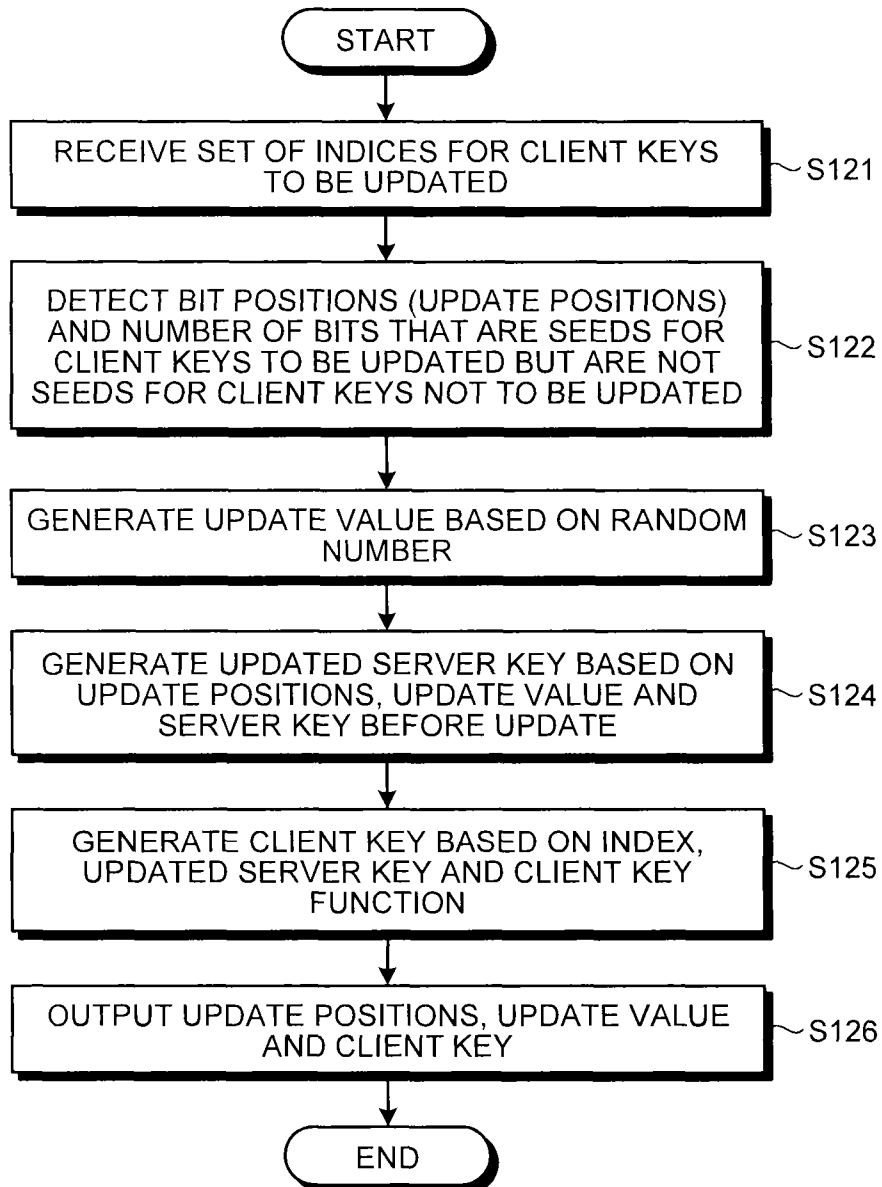 START
RECEIVE SET OF INDICES FOR CLIENT KEYS
TO BE UPDATED
S121
DETECT BIT POSITIONS (UPDATE POSITIONS)
AND NUMBER OF BITS THAT ARE SEEDS FOR
CLIENT KEYS TO BE UPDATED BUT ARE NOT
SEEDS FOR CLIENT KEYS NOT TO BE UPDATED
S122
GENERATE UPDATE VALUE BASED ON RANDOM
NUMBER
S123
GENERATE UPDATED SERVER KEY BASED ON
UPDATE POSITIONS, UPDATE VALUE AND
SERVER KEY BEFORE UPDATE
S124
GENERATE CLIENT KEY BASED ON INDEX,
UPDATED SERVER KEY AND CLIENT KEY
FUNCTION
S125
OUTPUT UPDATE POSITIONS, UPDATE VALUE
AND CLIENT KEY
S126
END